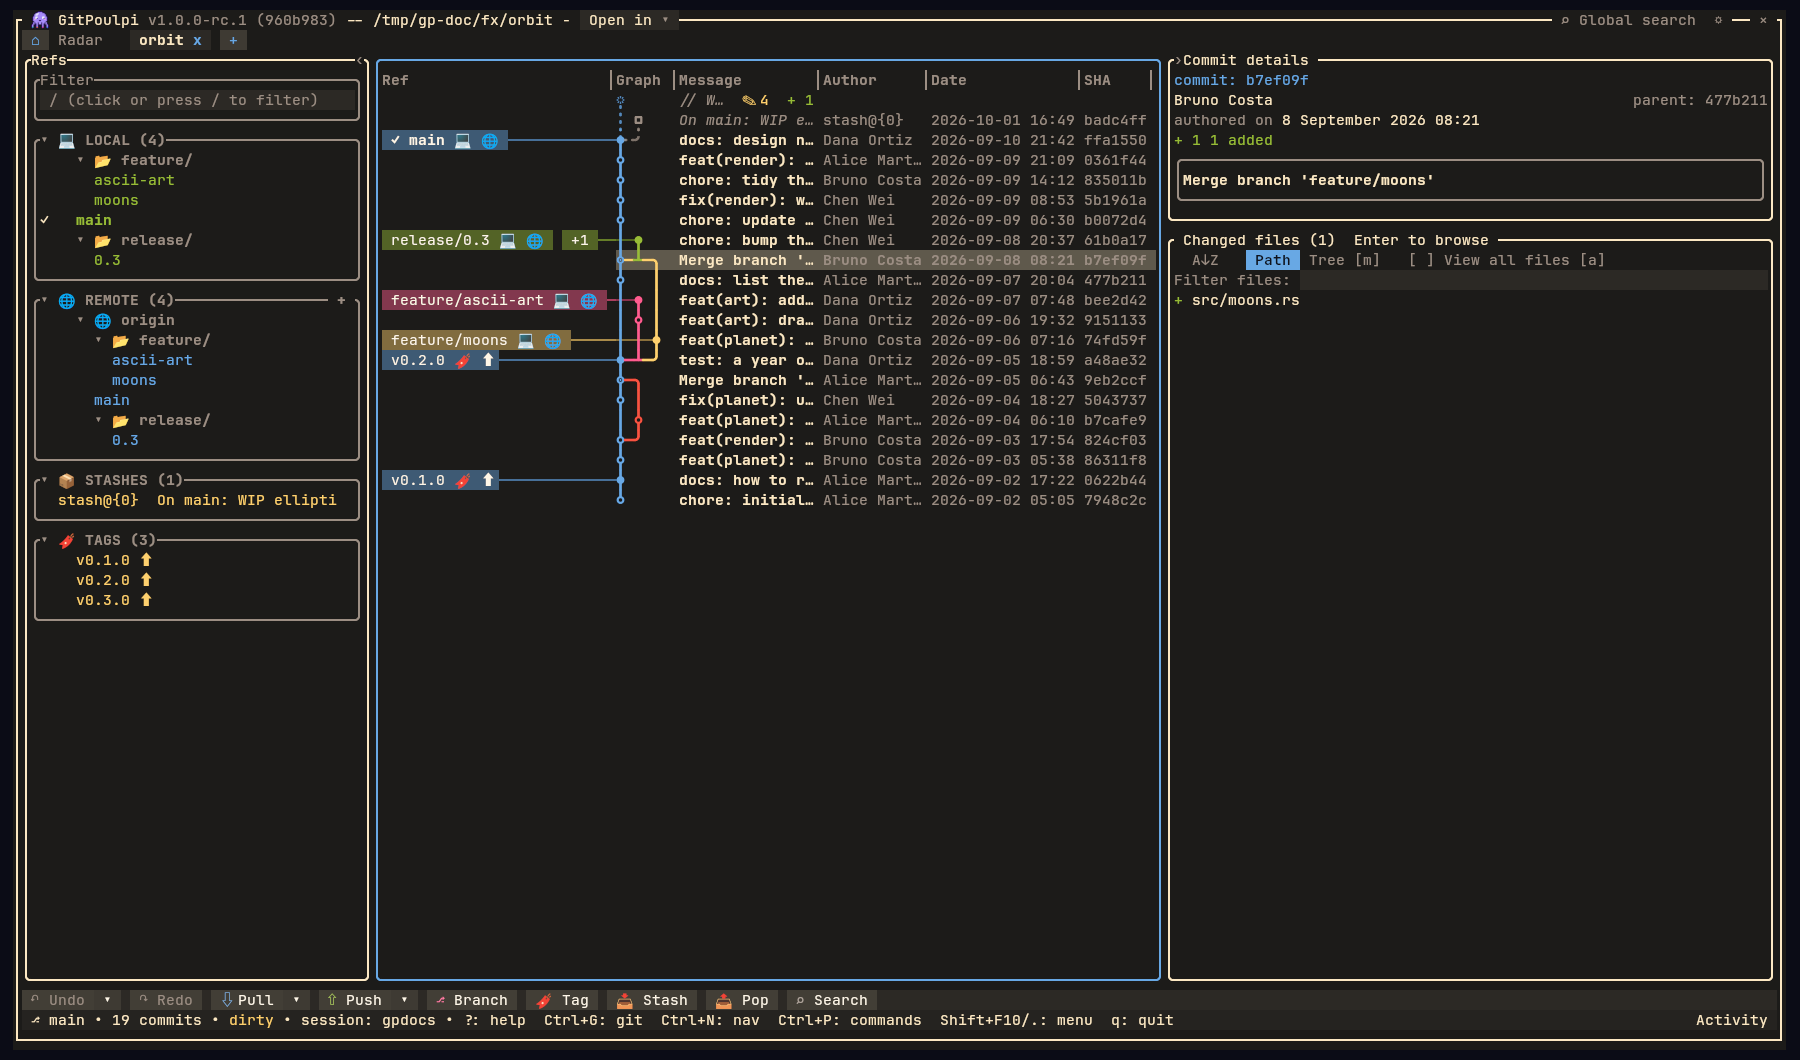 GitPoulpi v1.0.0-rc.1 (960b983) -- /tmp/gp-doc/fx/orbit - Open in ▾ ⌕ Global search ⚙ × 
⌂ Radar orbit x +
Refs
Filter
/ (click or press / to filter)
LOCAL (4)
feature/
ascii-art
moons
✓ main
release/
0.3
REMOTE (4) +
origin
feature/
ascii-art
moons
main
release/
0.3
STASHES (1)
stash@{0} On main: WIP ellipti
TAGS (3)
v0.1.0 ⬆
v0.2.0 ⬆
v0.3.0 ⬆
Ref Graph Message Author Date SHA
// W… ✎4 + 1
On main: WIP e… stash@{0} 2026-10-01 16:49 badc4ff
✓ main docs: design n… Dana Ortiz 2026-09-10 21:42 ffa1550
feat(render): … Alice Mart… 2026-09-09 21:09 0361f44
chore: tidy th… Bruno Costa 2026-09-09 14:12 835011b
fix(render): w… Chen Wei 2026-09-09 08:53 5b1961a
chore: update … Chen Wei 2026-09-09 06:30 b0072d4
release/0.3 +1 chore: bump th… Chen Wei 2026-09-08 20:37 61b0a17
Merge branch '… Bruno Costa 2026-09-08 08:21 b7ef09f
docs: list the… Alice Mart… 2026-09-07 20:04 477b211
feature/ascii-art feat(art): add… Dana Ortiz 2026-09-07 07:48 bee2d42
feat(art): dra… Dana Ortiz 2026-09-06 19:32 9151133
feature/moons feat(planet): … Bruno Costa 2026-09-06 07:16 74fd59f
v0.2.0 ⬆ test: a year o… Dana Ortiz 2026-09-05 18:59 a48ae32
Merge branch '… Alice Mart… 2026-09-05 06:43 9eb2ccf
fix(planet): u… Chen Wei 2026-09-04 18:27 5043737
feat(planet): … Alice Mart… 2026-09-04 06:10 b7cafe9
feat(render): … Bruno Costa 2026-09-03 17:54 824cf03
feat(planet): … Bruno Costa 2026-09-03 05:38 86311f8
v0.1.0 ⬆ docs: how to r… Alice Mart… 2026-09-02 17:22 0622b44
chore: initial… Alice Mart… 2026-09-02 05:05 7948c2c
Commit details
commit: b7ef09f
Bruno Costa parent: 477b211
authored on 8 September 2026 08:21
+ 1 1 added
Merge branch 'feature/moons'
Changed files (1) Enter to browse
A↓Z Path Tree [m] [ ] View all files [a]
Filter files:
+ src/moons.rs
↶ Undo ▾ ↷ Redo ⇩Pull ▾ ⇧ Push ▾ Branch Tag Stash Pop ⌕ Search
main • 19 commits • dirty • session: gpdocs • ?: help Ctrl+G: git Ctrl+N: nav Ctrl+P: commands Shift+F10/.: menu q: quit Activity